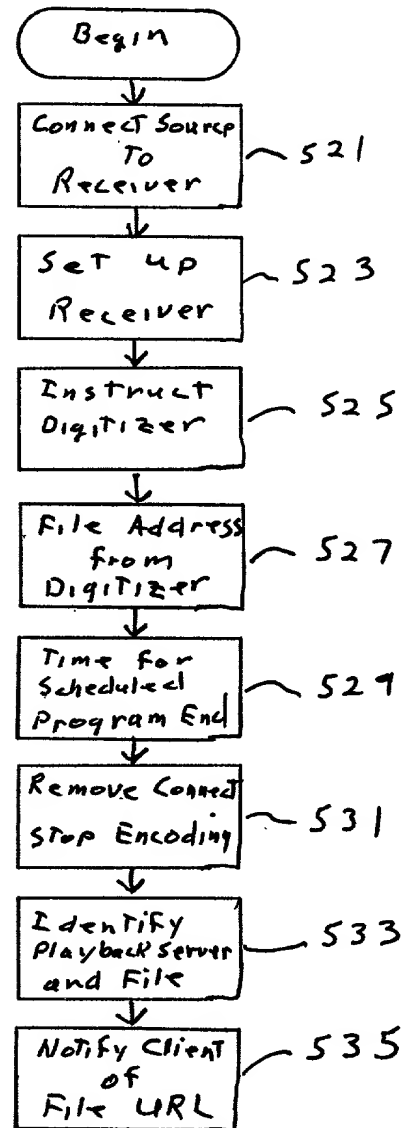 Begin
Connect Source
To
Receiver
521
Set up
Receiver
523
Instruct
Digitizer
525
File Address
from
Digitizer
527
Time for
Scheduled
Program End
529
Remove Connect
Stop Encoding
531
Identify
Playback Server
and File
533
Notify Client
of
File URL
535